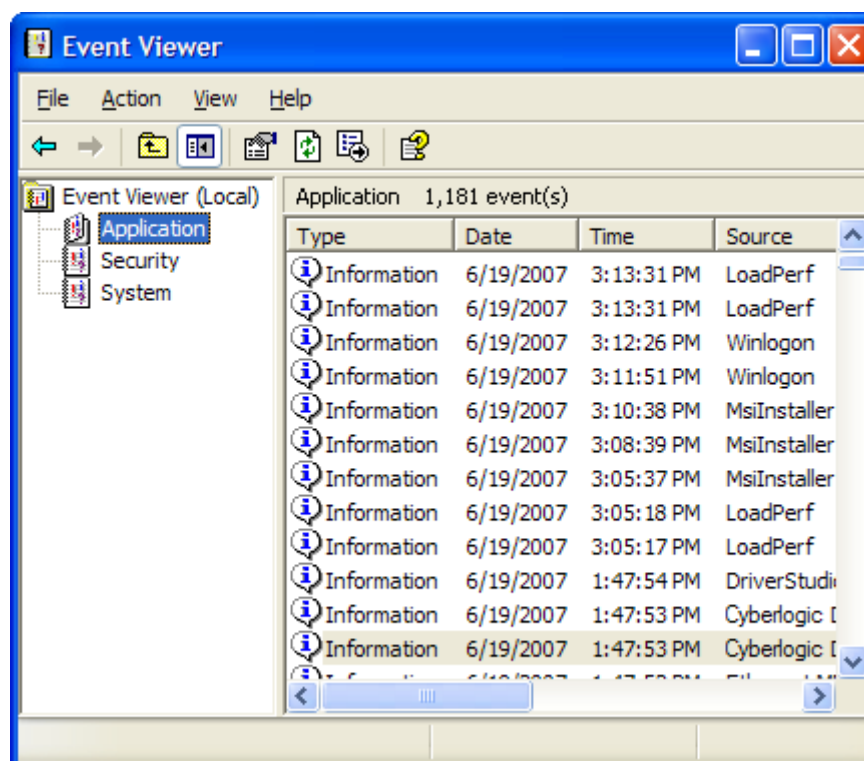 Event Viewer
File Action View Help
Event Viewer (Local)
Application
Security
System
Application 1,181 event(s)
Type Date Time Source
Information 6/19/2007 3:13:31 PM LoadPerf
Information 6/19/2007 3:13:31 PM LoadPerf
Information 6/19/2007 3:12:26 PM Winlogon
Information 6/19/2007 3:11:51 PM Winlogon
Information 6/19/2007 3:10:38 PM MsiInstaller
Information 6/19/2007 3:08:39 PM MsiInstaller
Information 6/19/2007 3:05:37 PM MsiInstaller
Information 6/19/2007 3:05:18 PM LoadPerf
Information 6/19/2007 3:05:17 PM LoadPerf
Information 6/19/2007 1:47:54 PM DriverStudi
Information 6/19/2007 1:47:53 PM Cyberlogic
Information 6/19/2007 1:47:53 PM Cyberlogic